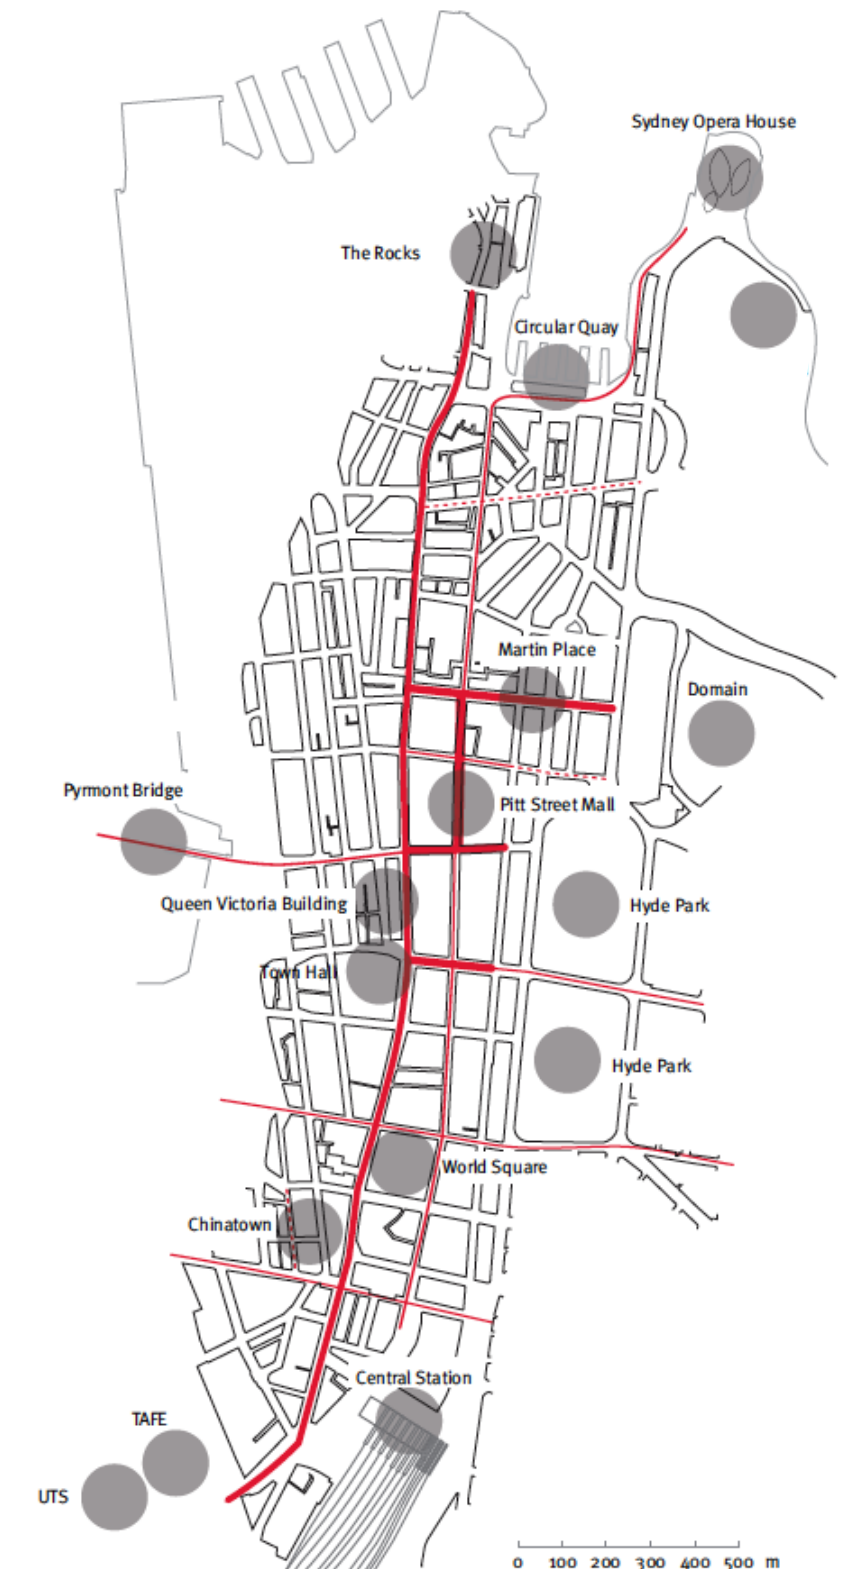 Sydney Opera House
The Rocks
Circular Quay
Martin Place
Domain
Pyrmont Bridge
Pitt Street Mall
Queen Victoria Building
Hyde Park
Town Hall
Hyde Park
World Square
Chinatown
Central Station
TAFE
UTS
0 100 200 300 400 500 m